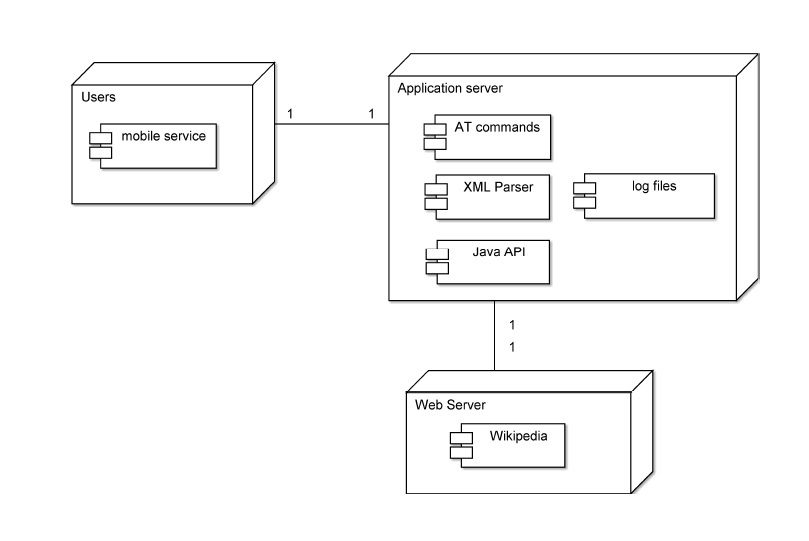 Users
mobile service
1
1
Application server
AT commands
XML Parser
log files
Java API
1
1
Web Server
Wikipedia